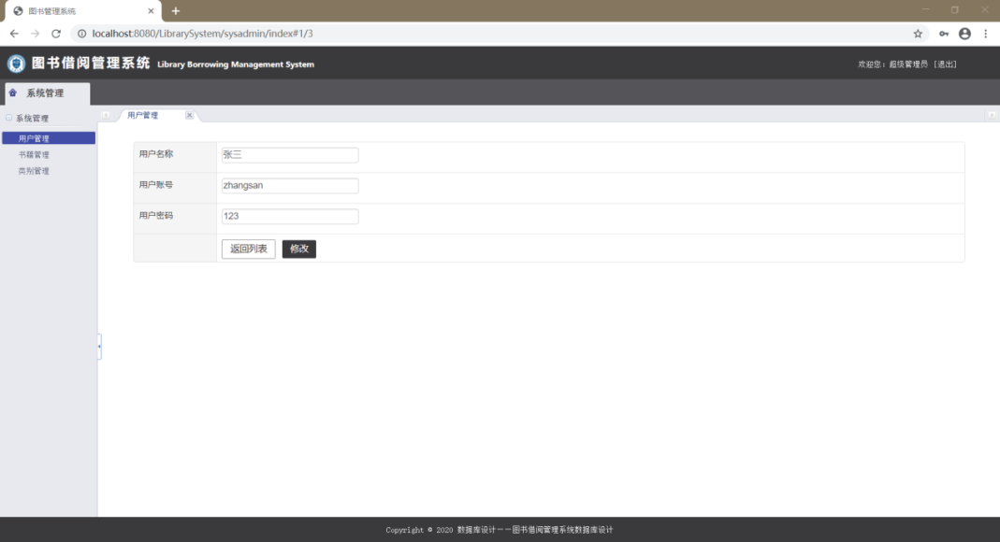 图书管理系统
localhost:8080/LibrarySystem/sysadmin/index#1/3
图书借阅管理系统 Library Borrowing Management System
欢迎您：超级管理员 [退出]
系统管理
系统管理
用户管理
书籍管理
类别管理
用户管理
用户名称 张三
用户账号 zhangsan
用户密码 123
返回列表 修改
Copyright © 2020 数据库设计——图书借阅管理系统数据库设计